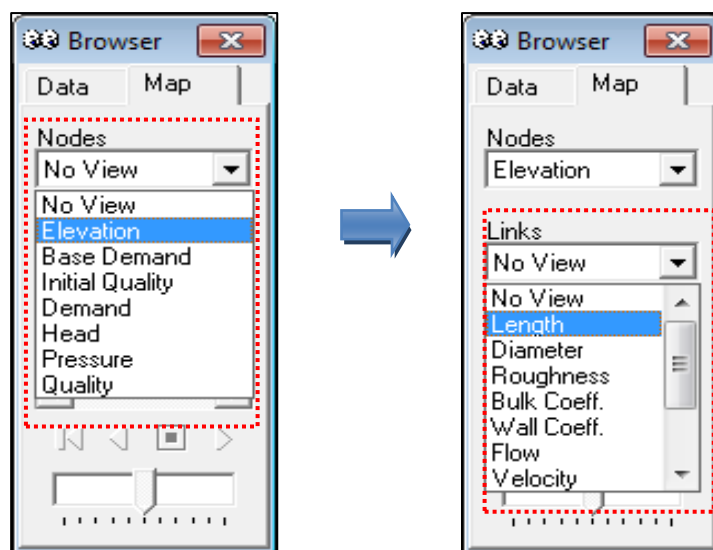 Browser
Data Map
Nodes
No View
No View
Elevation
Base Demand
Initial Quality
Demand
Head
Pressure
Quality
Browser
Data Map
Nodes
Elevation
Links
No View
No View
Length
Diameter
Roughness
Bulk Coeff.
Wall Coeff.
Flow
Velocity